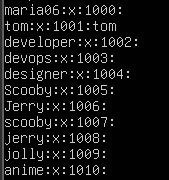 maria06:x:1000:
tom:x:1001:tom
developer:x:1002:
devops:x:1003:
designer:x:1004:
Scooby:x:1005:
Jerry:x:1006:
scooby:x:1007:
jerry:x:1008:
jolly:x:1009:
anime:x:1010: